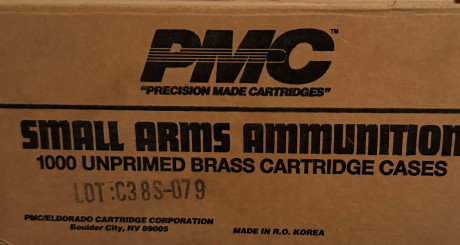 PMC™
"PRECISION MADE CARTRIDGES"
SMALL ARMS AMMUNITION
1000 UNPRIMED BRASS CARTRIDGE CASES
LOT:C38S-079
PMC/ELDORADO CARTRIDGE CORPORATION
Boulder City, NV 89005
MADE IN R.O. KOREA